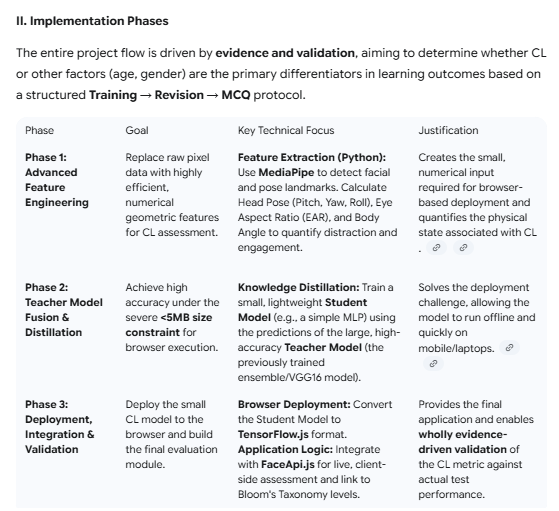 II. Implementation Phases
The entire project flow is driven by evidence and validation, aiming to determine whether CL
or other factors (age, gender) are the primary differentiators in learning outcomes based on
a structured Training → Revision → MCQ protocol.
Phase
Goal
Key Technical Focus
Justification
Phase 1:
Advanced
Feature
Engineering
Replace raw pixel
data with highly
efficient,
numerical
geometric features
for CL assessment.
Feature Extraction (Python):
Use MediaPipe to detect facial
and pose landmarks. Calculate
Head Pose (Pitch, Yaw, Roll), Eye
Aspect Ratio (EAR), and Body
Angle to quantify distraction and
engagement.
Creates the small,
numerical input
required for browser-
based deployment and
quantifies the physical
state associated with CL
.
Phase 2:
Teacher Model
Fusion &
Distillation
Achieve high
accuracy under the
severe <5MB size
constraint for
browser execution.
Knowledge Distillation: Train a
small, lightweight Student
Model (e.g., a simple MLP) using
the predictions of the large, high-
accuracy Teacher Model (the
previously trained
ensemble/VGG16 model).
Solves the deployment
challenge, allowing the
model to run offline and
quickly on
mobile/laptops.
Phase 3:
Deployment,
Integration &
Validation
Deploy the small
CL model to the
browser and build
the final evaluation
module.
Browser Deployment: Convert
the Student Model to
TensorFlow.js format.
Application Logic: Integrate
with FaceApi.js for live, client-
side assessment and link to
Bloom's Taxonomy levels.
Provides the final
application and enables
wholly evidence-
driven validation of
the CL metric against
actual test
performance.